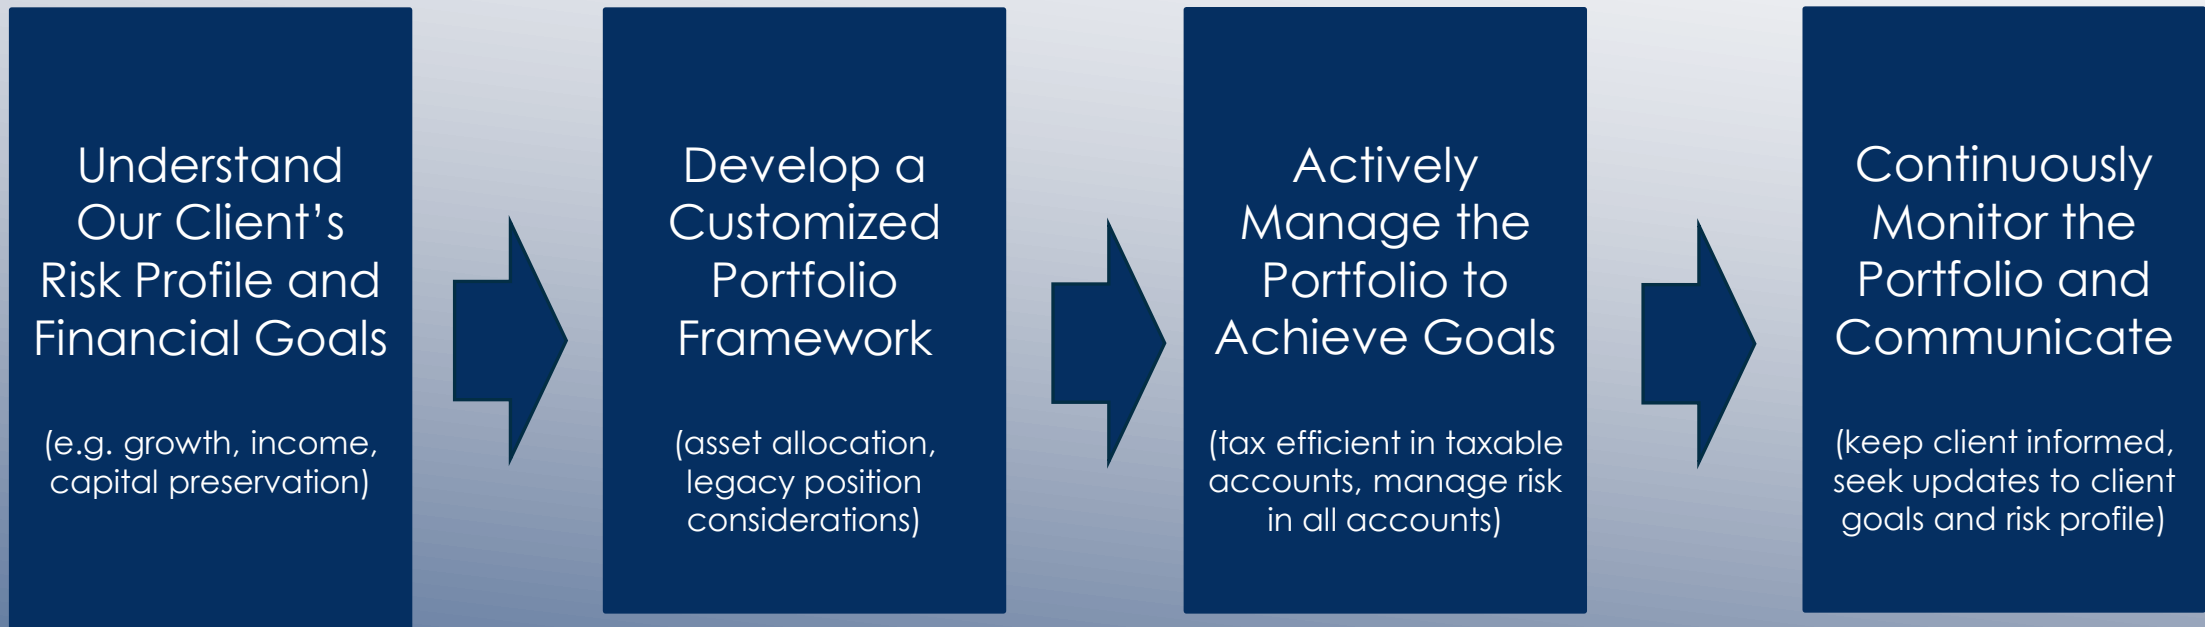 Understand
Our Client’s
Risk Profile and
Financial Goals
(e.g. growth, income,
capital preservation)
Develop a
Customized
Portfolio
Framework
(asset allocation,
legacy position
considerations)
Actively
Manage the
Portfolio to
Achieve Goals
(tax efficient in taxable
accounts, manage risk
in all accounts)
Continuously
Monitor the
Portfolio and
Communicate
(keep client informed,
seek updates to client
goals and risk profile)